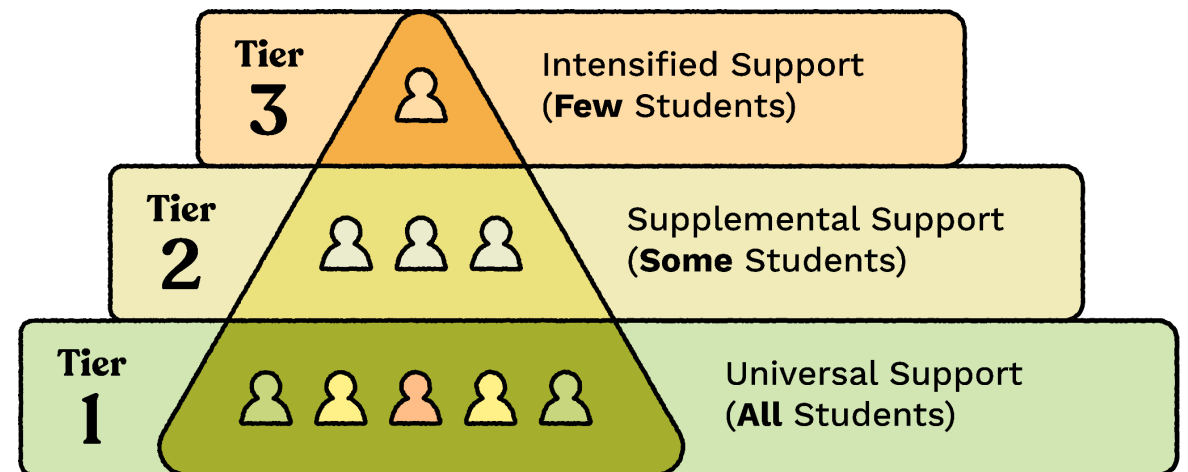 Tier
3
Intensified Support
(Few Students)
Tier
2
Supplemental Support
(Some Students)
Tier
1
Universal Support
(All Students)